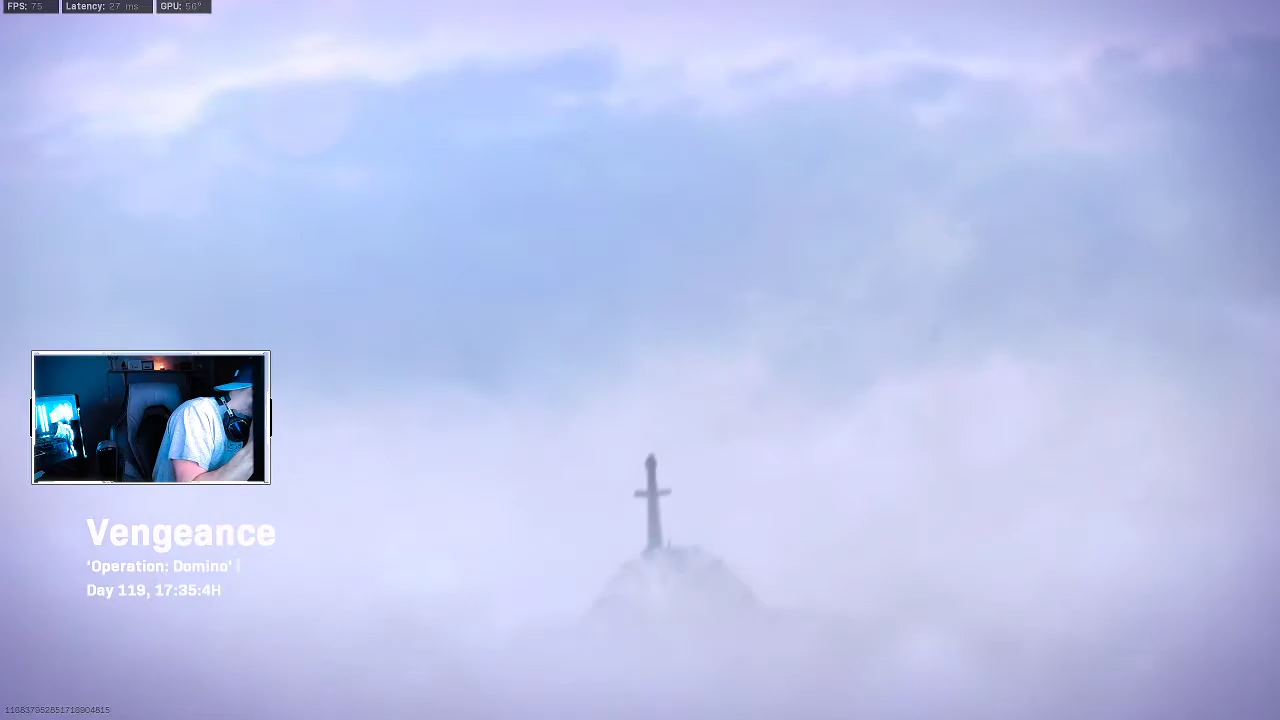 FPS: 75 Latency: 27 ms GPU: 56°
Vengeance
'Operation: Domino'
Day 119, 17:35:4H